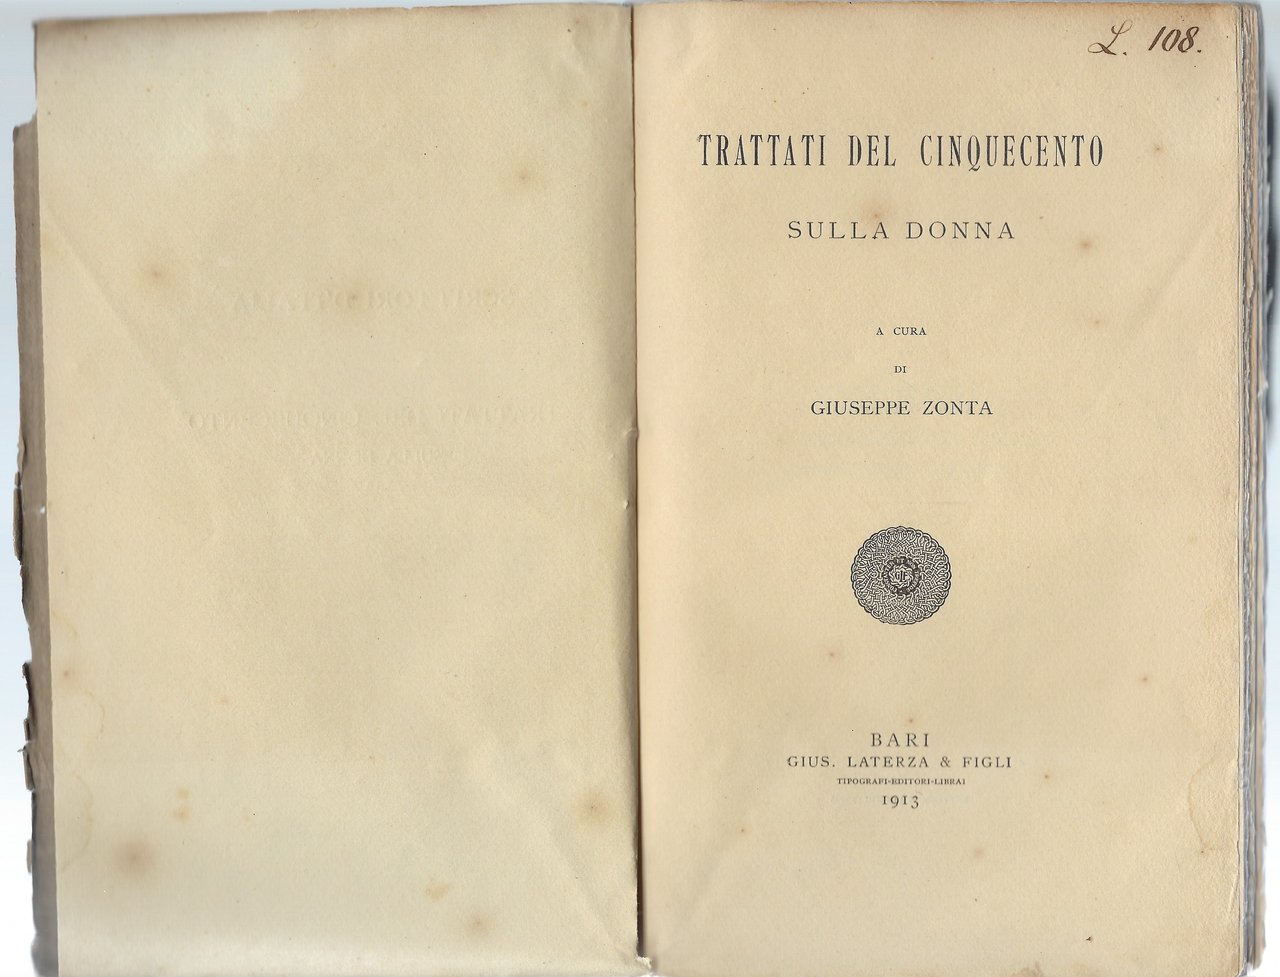 L. 108.
TRATTATI DEL CINQUECENTO
SULLA DONNA
A CURA
DI
GIUSEPPE ZONTA
BARI
GIUS. LATERZA & FIGLI
TIPOGRAFI-EDITORI-LIBRAI
1913